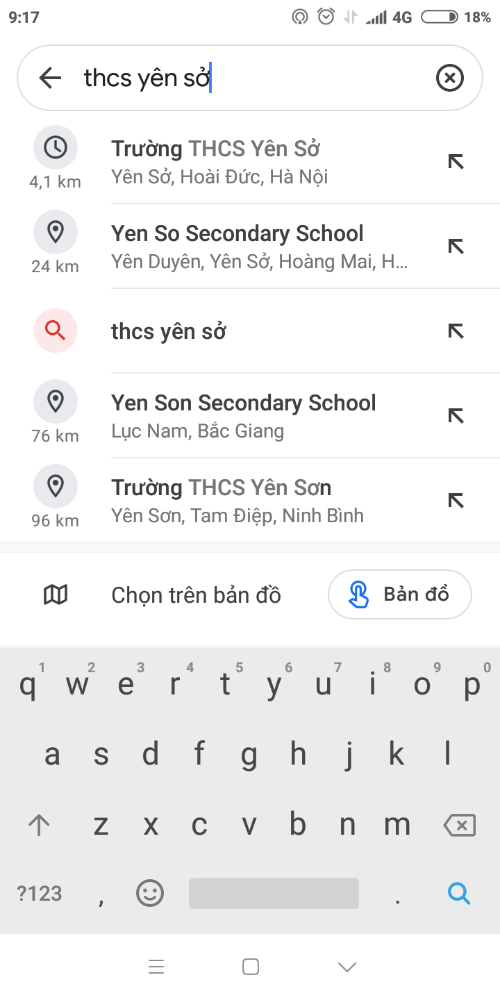 9:17
4G
18%
thcs yên sở
Trường THCS Yên Sở
4,1 km
Yên Sở, Hoài Đức, Hà Nội
Yen So Secondary School
24 km
Yên Duyên, Yên Sở, Hoàng Mai, H...
thcs yên sở
Yen Son Secondary School
76 km
Lục Nam, Bắc Giang
Trường THCS Yên Sơn
96 km
Yên Sơn, Tam Điệp, Ninh Bình
Chọn trên bản đồ
Bản đồ
1 2 3 4 5 6 7 8 9 0
q w e r t y u i o p
a s d f g h j k l
z x c v b n m
?123 , .